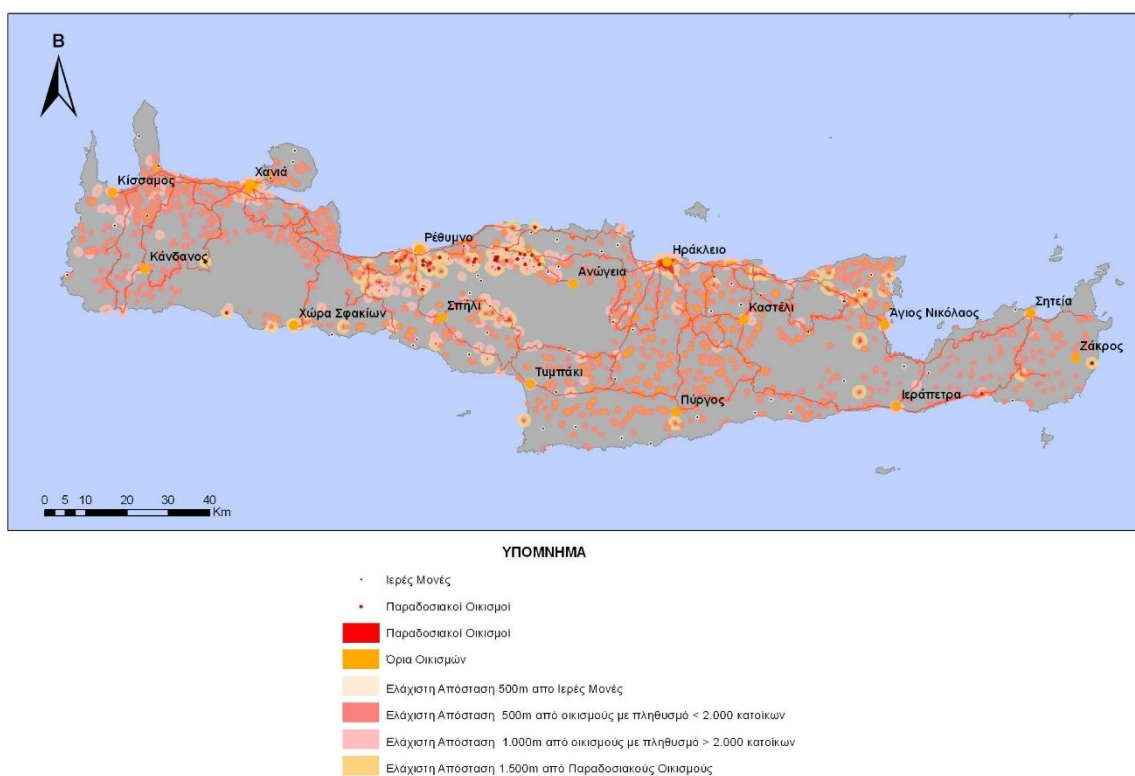 Β
Χανιά
Κίσσαμος
Ρέθυμνο
Ηράκλειο
Κάνδανος
Ανώγεια
Χώρα Σφακίων
Σπήλι
Καστέλι
Άγιος Νικόλαος
Σητεία
Ζάκρος
Τυμπάκι
Πύργος
Ιεράπετρα
0 5 10 20 30 40
Km
ΥΠΟΜΝΗΜΑ
Ιερές Μονές
Παραδοσιακοί Οικισμοί
Παραδοσιακοί Οικισμοί
Όρια Οικισμών
Ελάχιστη Απόσταση 500m απο Ιερές Μονές
Ελάχιστη Απόσταση 500m από οικισμούς με πληθυσμό < 2.000 κατοίκων
Ελάχιστη Απόσταση 1.000m από οικισμούς με πληθυσμό > 2.000 κατοίκων
Ελάχιστη Απόσταση 1.500m από Παραδοσιακούς Οικισμούς